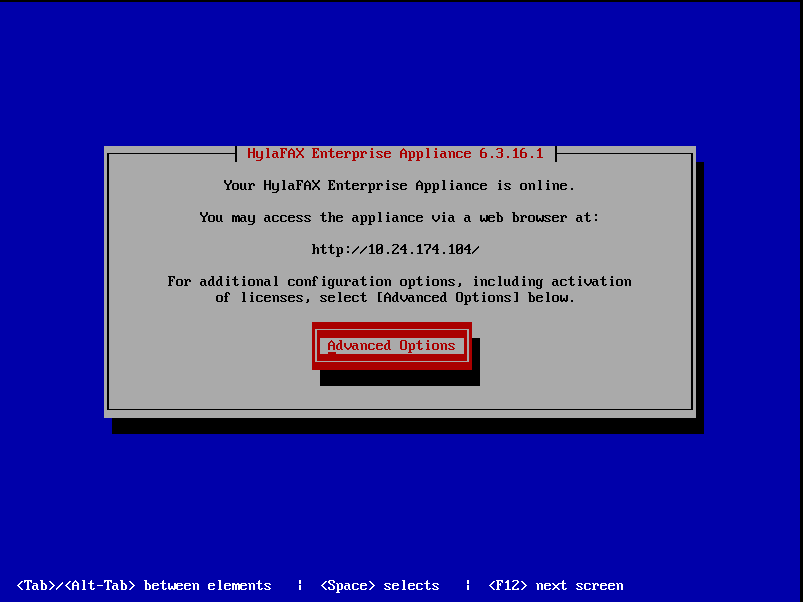 HylaFAX Enterprise Appliance 6.3.16.1
Your HylaFAX Enterprise Appliance is online.
You may access the appliance via a web browser at:
http://10.24.174.104/
For additional configuration options, including activation
of licenses, select [Advanced Options] below.
Advanced Options
<Tab>/<Alt-Tab> between elements | <Space> selects | <F12> next screen